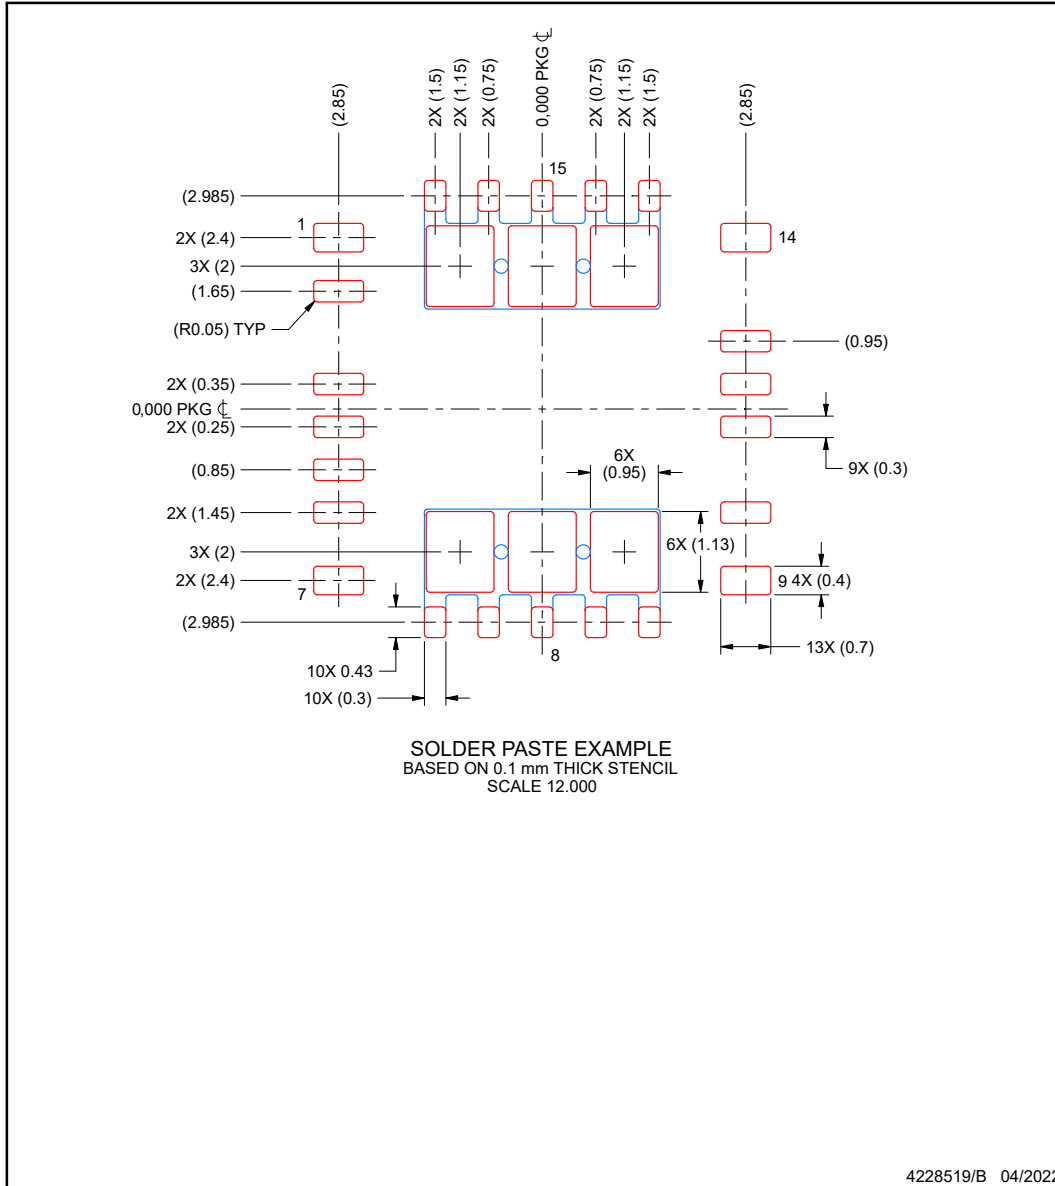 (2.85)
2X (1.5)
2X (1.15)
2X (0.75)
0,000 PKG ℄
2X (0.75)
2X (1.15)
2X (1.5)
(2.85)
15
(2.985)
1
2X (2.4)
14
3X (2)
(1.65)
(R0.05) TYP
(0.95)
2X (0.35)
0,000 PKG ℄
2X (0.25)
6X
(0.95)
(0.85)
9X (0.3)
2X (1.45)
3X (2)
6X (1.13)
2X (2.4)
7
9 4X (0.4)
(2.985)
8
13X (0.7)
10X 0.43
10X (0.3)
SOLDER PASTE EXAMPLE
BASED ON 0.1 mm THICK STENCIL
SCALE 12.000
4228519/B 04/2022